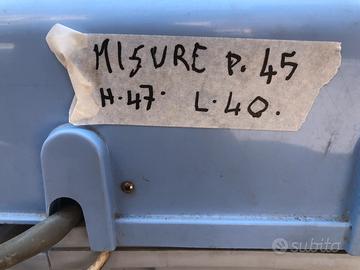 MISURE P. 45
H. 47. L. 40.
subito